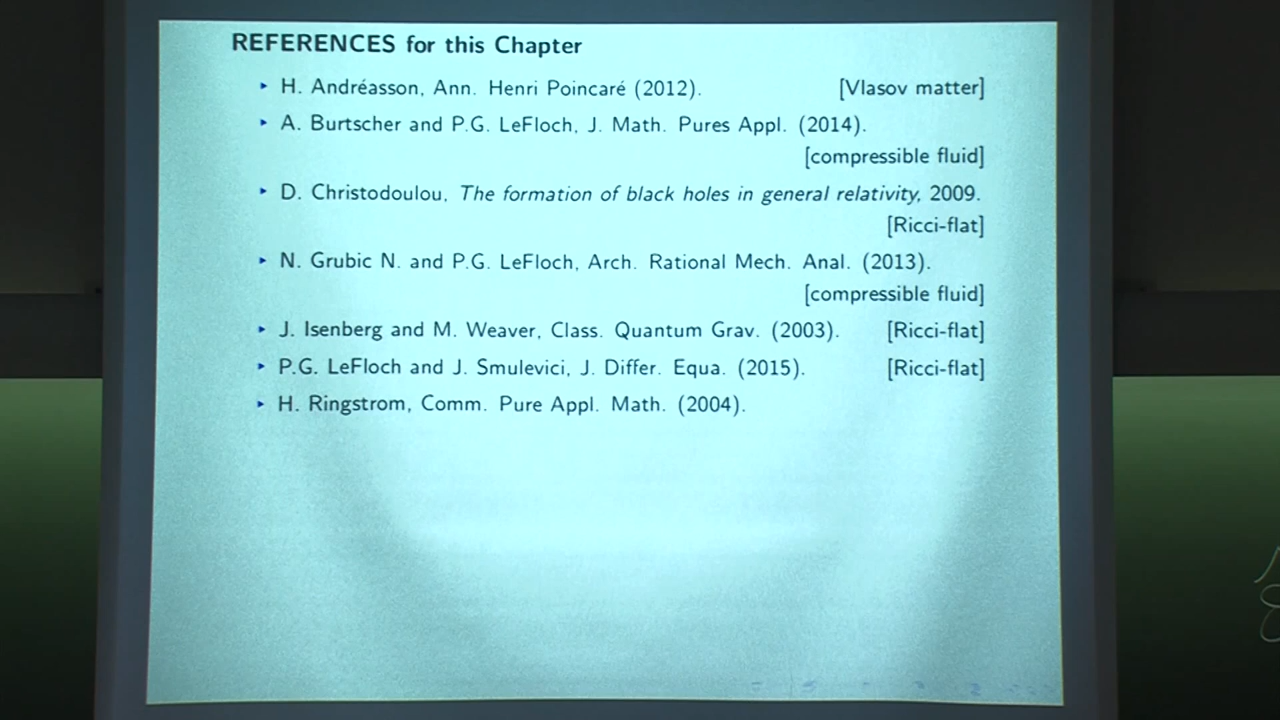 REFERENCES for this Chapter
‣ H. Andréasson, Ann. Henri Poincaré (2012). [Vlasov matter]
‣ A. Burtscher and P.G. LeFloch, J. Math. Pures Appl. (2014).
[compressible fluid]
‣ D. Christodoulou, The formation of black holes in general relativity, 2009.
[Ricci-flat]
‣ N. Grubic N. and P.G. LeFloch, Arch. Rational Mech. Anal. (2013).
[compressible fluid]
‣ J. Isenberg and M. Weaver, Class. Quantum Grav. (2003). [Ricci-flat]
‣ P.G. LeFloch and J. Smulevici, J. Differ. Equa. (2015). [Ricci-flat]
‣ H. Ringstrom, Comm. Pure Appl. Math. (2004).